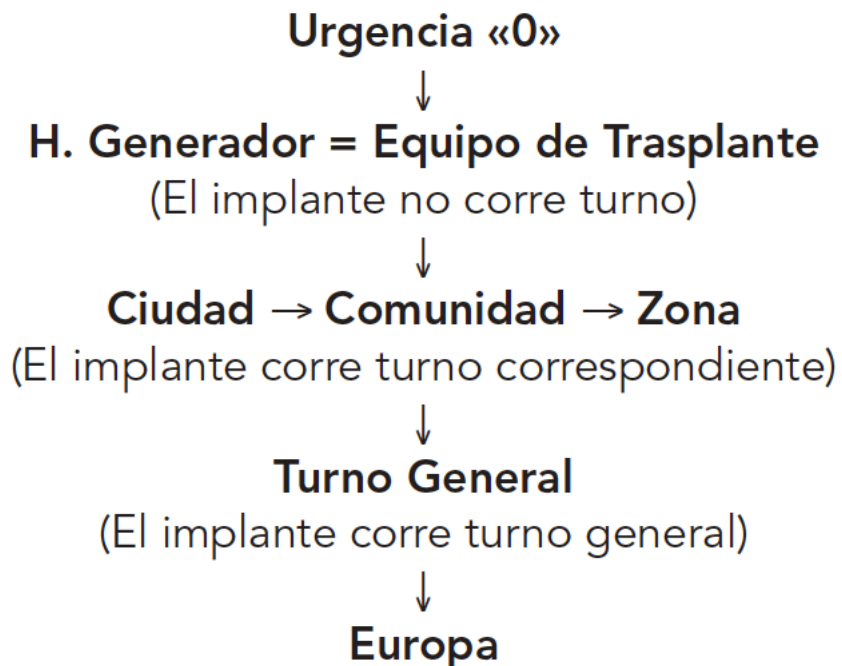 Urgencia «0»
↓
H. Generador = Equipo de Trasplante
(El implante no corre turno)
↓
Ciudad → Comunidad → Zona
(El implante corre turno correspondiente)
↓
Turno General
(El implante corre turno general)
↓
Europa